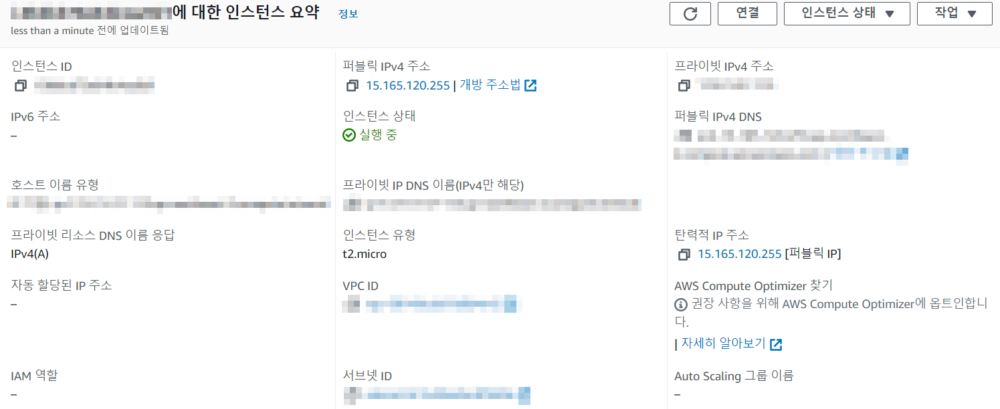 에 대한 인스턴스 요약 정보
less than a minute 전에 업데이트됨
연결
인스턴스 상태 ▼
작업 ▼
인스턴스 ID
퍼블릭 IPv4 주소
15.165.120.255 | 개방 주소법
프라이빗 IPv4 주소
IPv6 주소
–
인스턴스 상태
실행 중
퍼블릭 IPv4 DNS
호스트 이름 유형
프라이빗 IP DNS 이름(IPv4만 해당)
프라이빗 리소스 DNS 이름 응답
IPv4(A)
인스턴스 유형
t2.micro
탄력적 IP 주소
15.165.120.255 [퍼블릭 IP]
자동 할당된 IP 주소
–
VPC ID
AWS Compute Optimizer 찾기
권장 사항을 위해 AWS Compute Optimizer에 옵트인합니
다.
| 자세히 알아보기
IAM 역할
–
서브넷 ID
Auto Scaling 그룹 이름
–